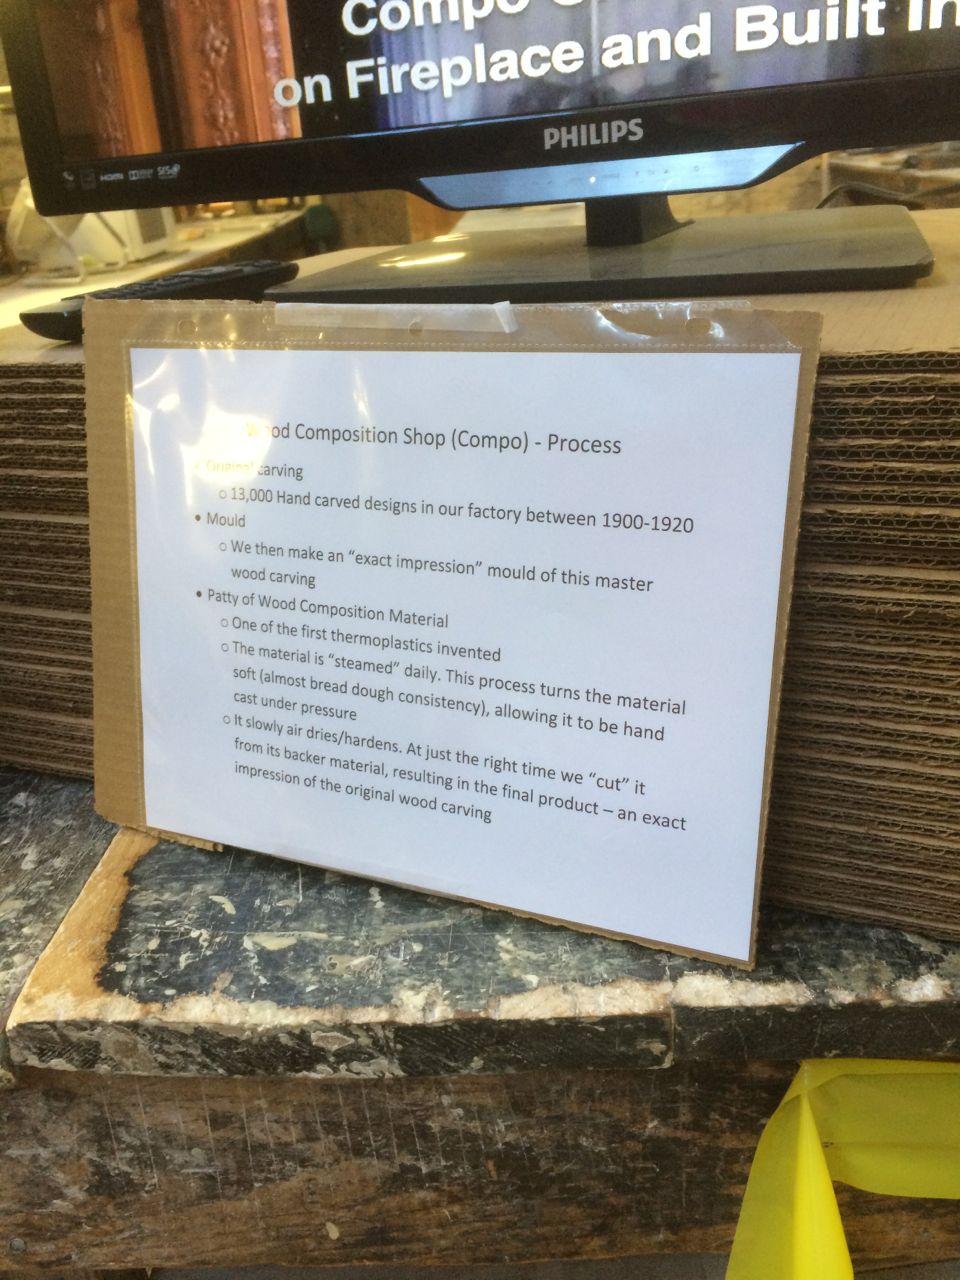 Compo
on Fireplace and Built In
PHILIPS
HDMI
Wood Composition Shop (Compo) - Process
• Original carving
o 13,000 Hand carved designs in our factory between 1900-1920
• Mould
o We then make an “exact impression” mould of this master
wood carving
• Patty of Wood Composition Material
o One of the first thermoplastics invented
o The material is “steamed” daily. This process turns the material
soft (almost bread dough consistency), allowing it to be hand
cast under pressure
o It slowly air dries/hardens. At just the right time we “cut” it
from its backer material, resulting in the final product – an exact
impression of the original wood carving